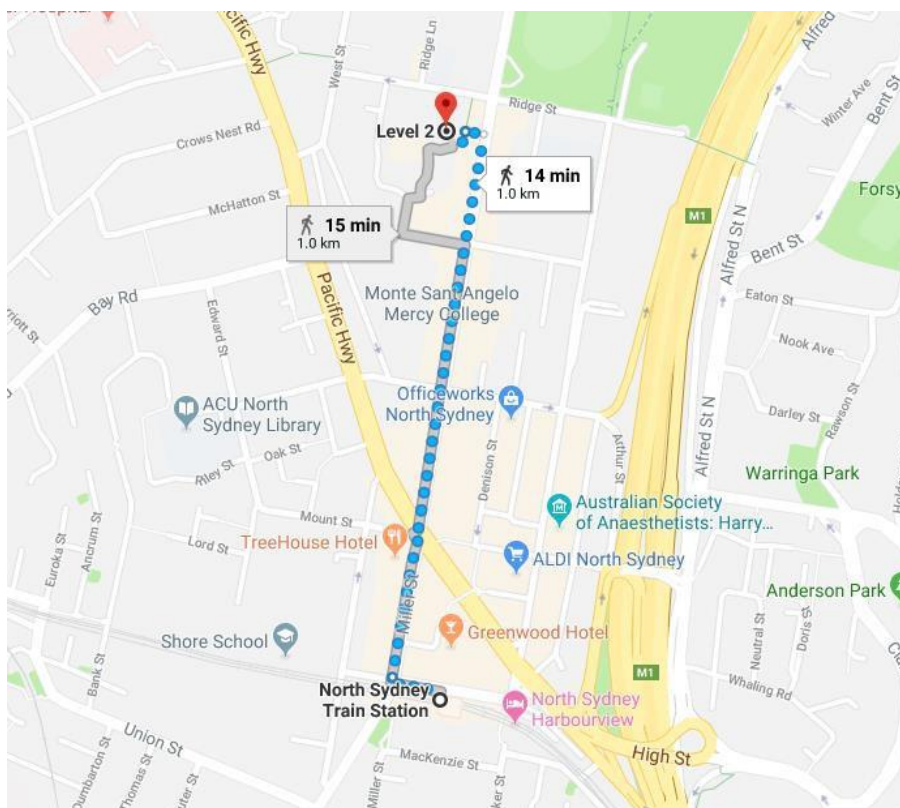 Pacific Hwy
West St
Ridge Ln
Alfred
Ridge St
Winter Ave
Bent St
Level 2
Crows Nest Rd
14 min
1.0 km
McHatton St
Forsy
M1
15 min
1.0 km
Alfred St N
Bent St
Bay Rd
Pacific Hwy
Monte Sant Angelo
Mercy College
Eaton St
Edward St
Nook Ave
Officeworks
North Sydney
ACU North
Sydney Library
Darley St
Rawson St
Alfred St N
Oak St
Riley St
Denison St
Arthur St
Warringa Park
Australian Society
of Anaesthetists: Harry...
Mount St
Lord St
TreeHouse Hotel
ALDI North Sydney
Euroka St
Ancrum St
Anderson Park
Miller St
Shore School
Greenwood Hotel
Neutral St
Doris St
Bank St
M1
Whaling Rd
North Sydney
Train Station
North Sydney
Harbourview
Union St
High St
MacKenzie St
Miller St
Dumbarton St
Thomas St